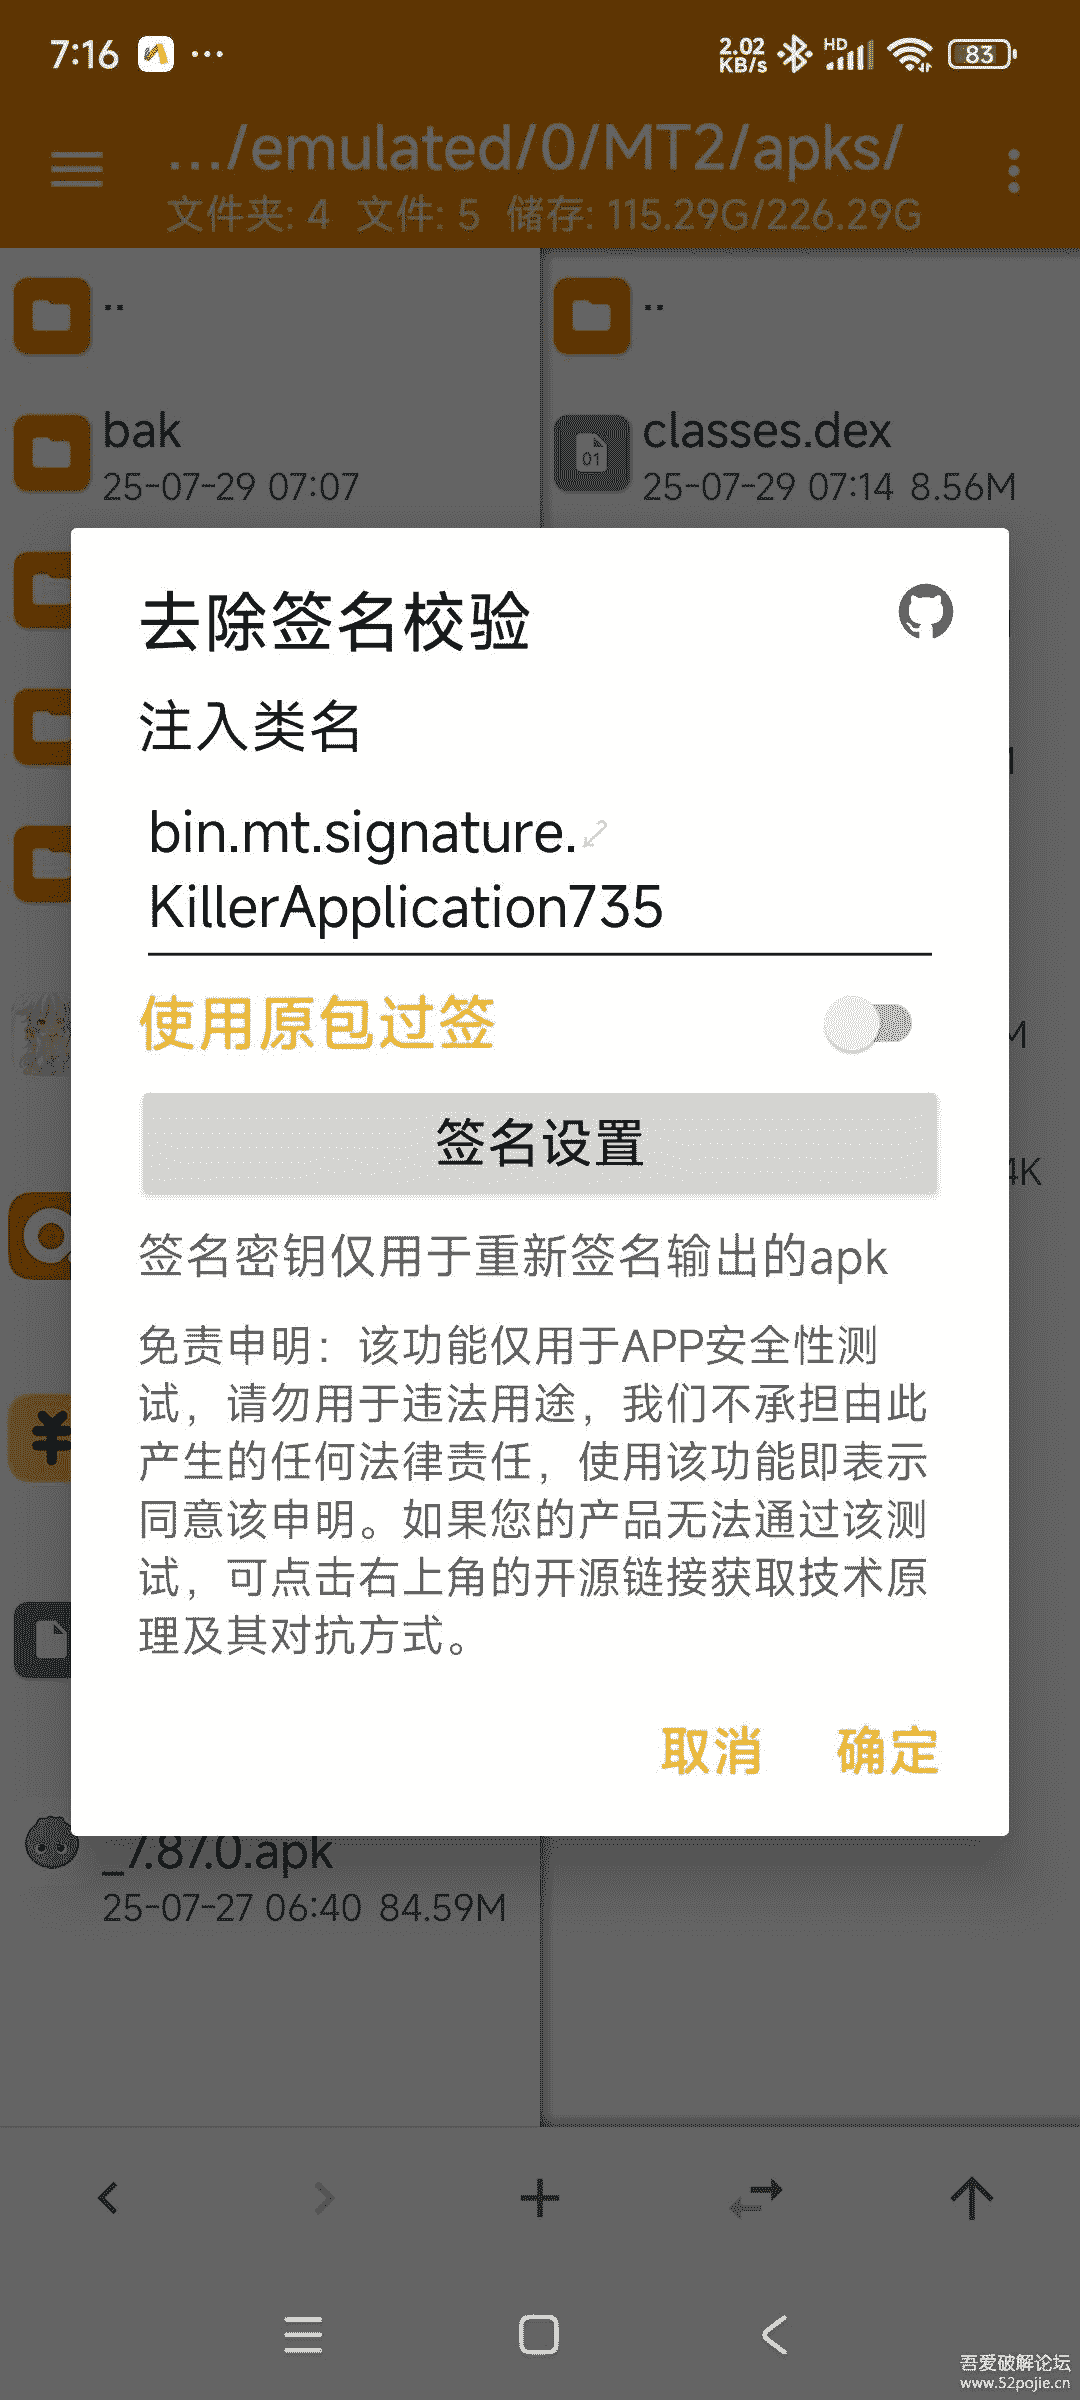 7:16
2.02
KB/s
HD
83
.../emulated/0/MT2/apks/
文件夹: 4 文件: 5 储存: 115.29G/226.29G
..
..
bak
25-07-29 07:07
classes.dex
25-07-29 07:14 8.56M
01
去除签名校验
注入类名
bin.mt.signature.
KillerApplication735
使用原包过签
M
签名设置
4K
签名密钥仅用于重新签名输出的apk
免责申明：该功能仅用于APP安全性测
试，请勿用于违法用途，我们不承担由此
产生的任何法律责任，使用该功能即表示
同意该申明。如果您的产品无法通过该测
试，可点击右上角的开源链接获取技术原
理及其对抗方式。
取消 确定
_7.87.0.apk
25-07-27 06:40 84.59M
吾爱破解论坛
www.52pojie.cn